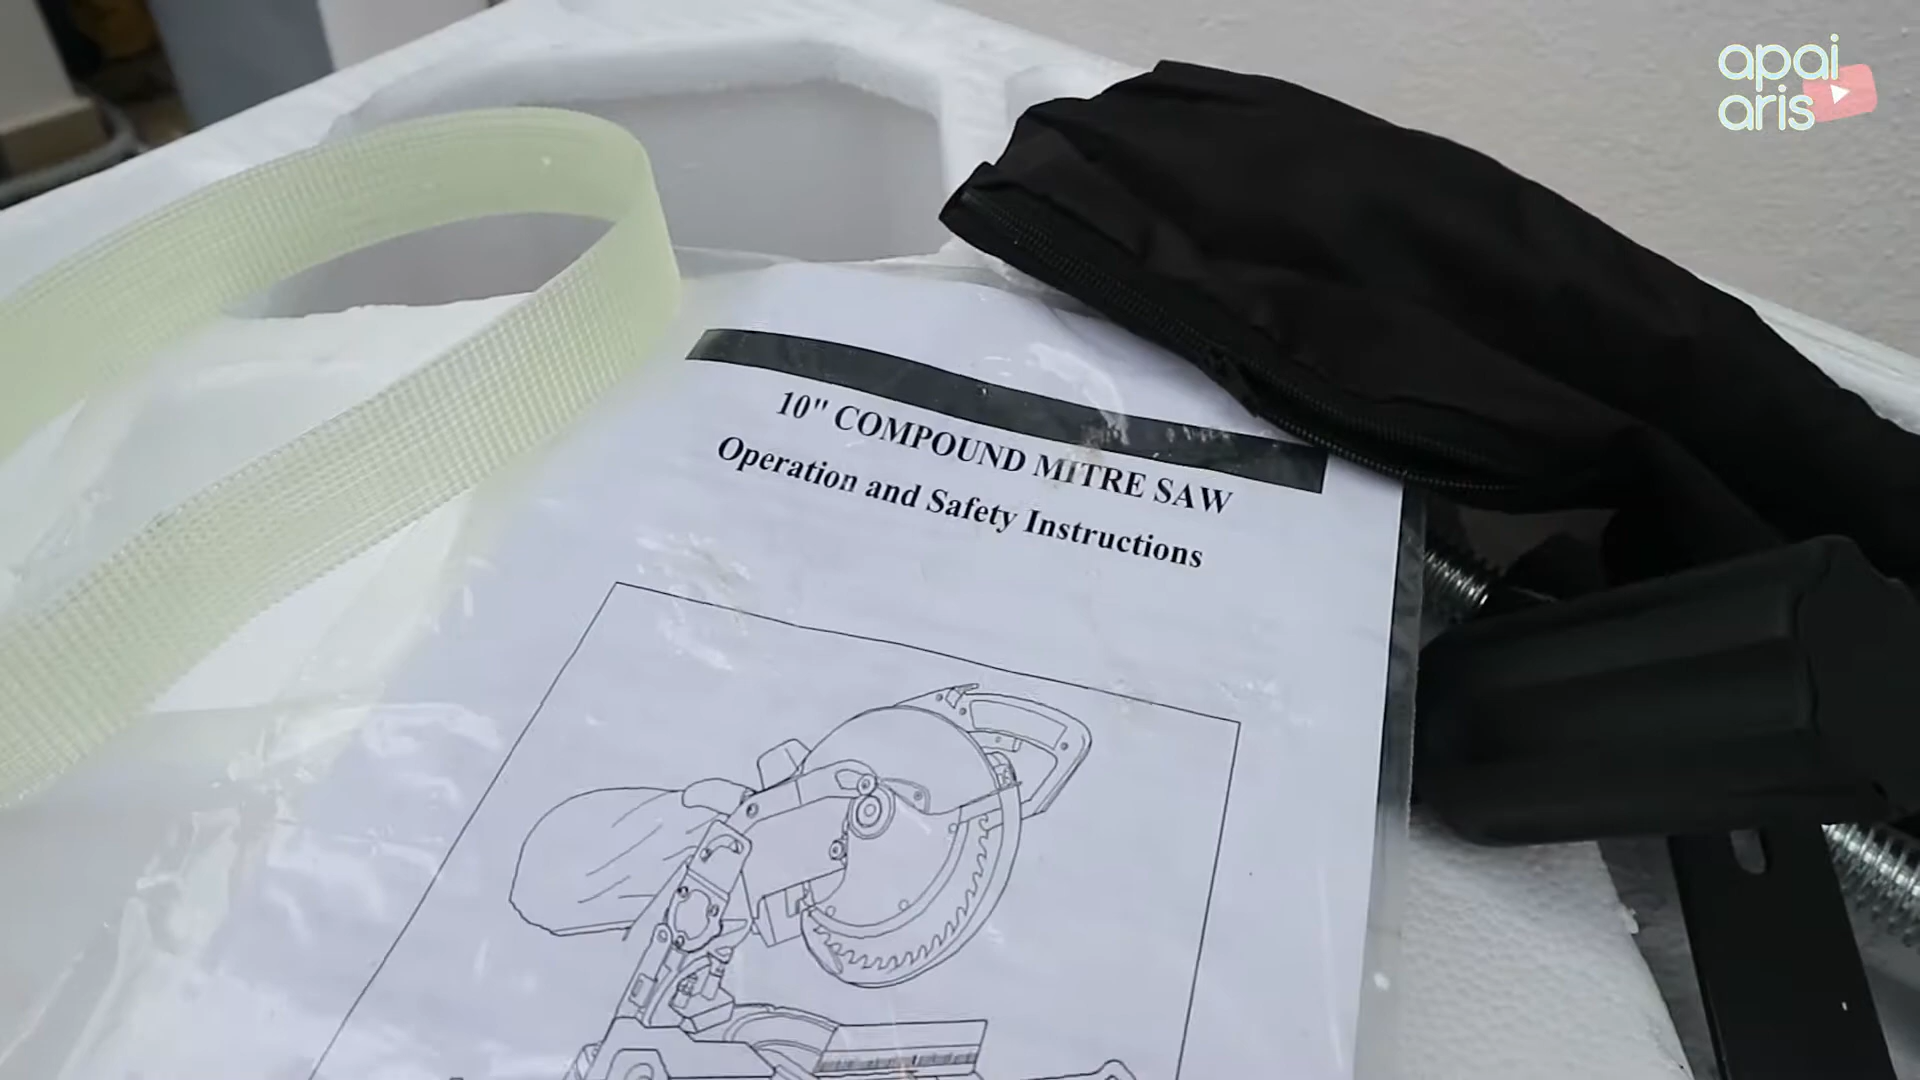 apai
aris
10" COMPOUND MITRE SAW
Operation and Safety Instructions